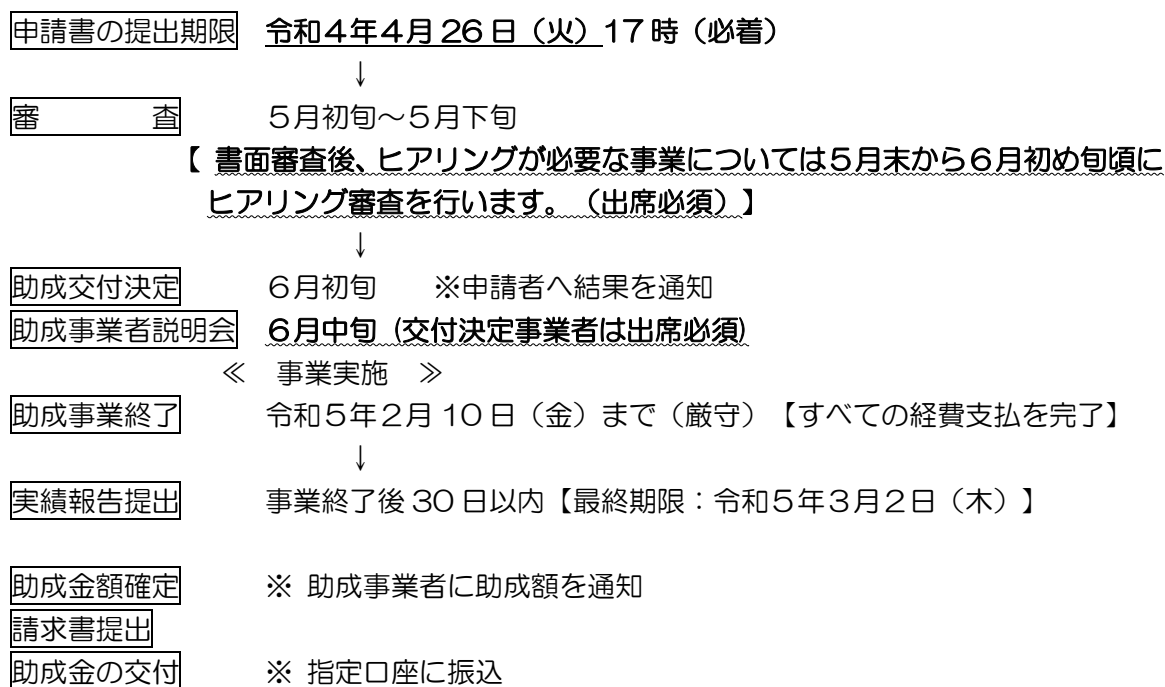 申請書の提出期限　令和４年４月26日（火）17時（必着）
↓
審　　　　査　５月初旬～５月下旬
【 書面審査後、ヒアリングが必要な事業については５月末から６月初め旬頃に
ヒアリング審査を行います。（出席必須）】
↓
助成交付決定　６月初旬　※申請者へ結果を通知
助成事業者説明会　６月中旬（交付決定事業者は出席必須）
≪　事業実施　≫
助成事業終了　令和５年２月10日（金）まで（厳守）【すべての経費支払を完了】
↓
実績報告提出　事業終了後30日以内【最終期限：令和５年３月２日（木）】
助成金額確定　※ 助成事業者に助成額を通知
請求書提出
助成金の交付　※ 指定口座に振込